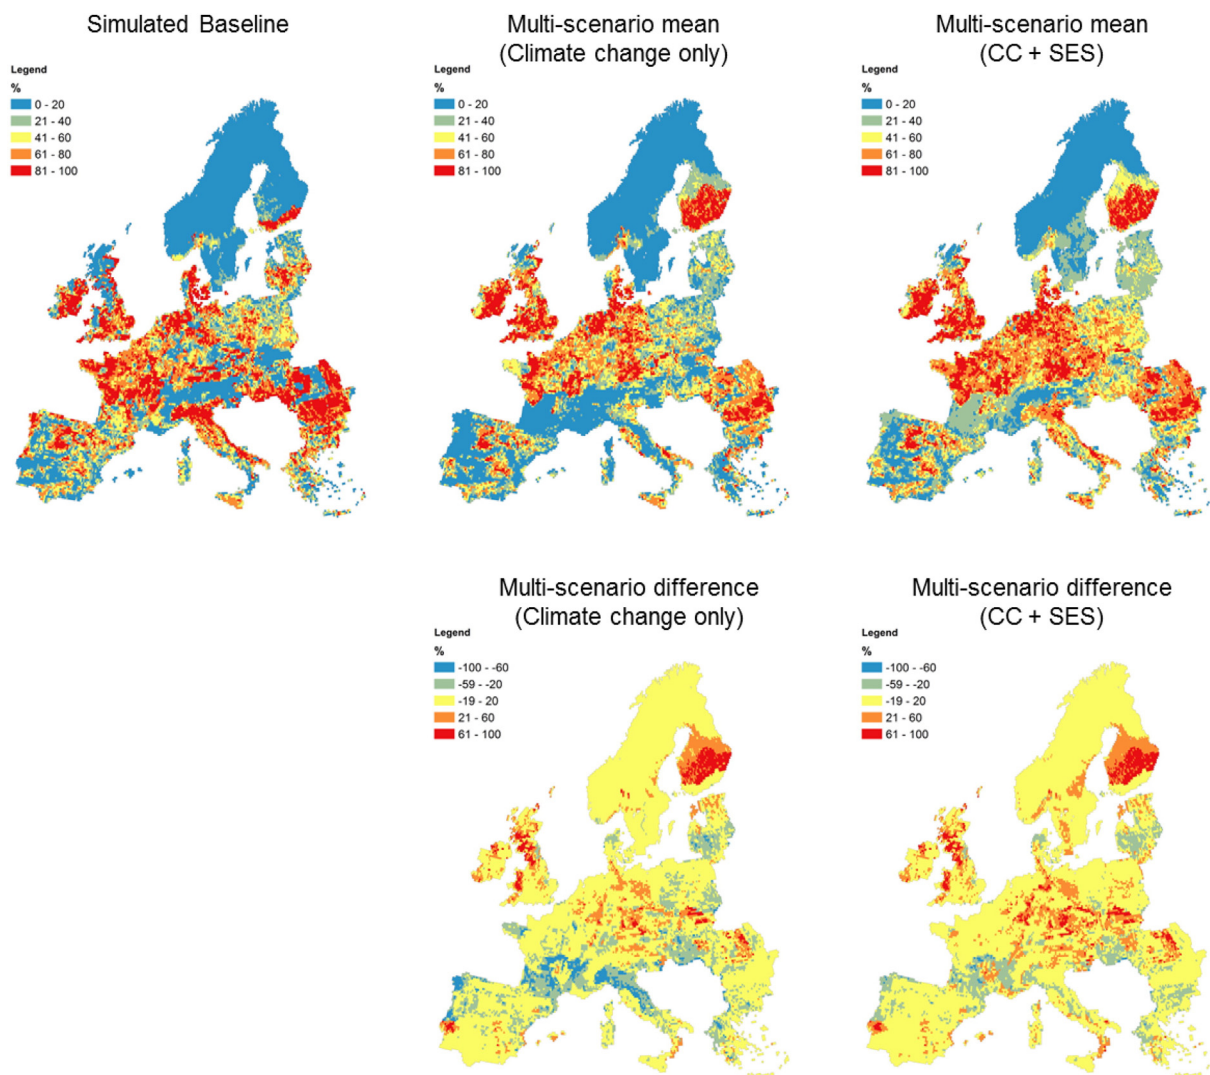 Simulated Baseline
Legend
%
0 - 20
21 - 40
41 - 60
61 - 80
81 - 100
Multi-scenario mean
(Climate change only)
Legend
%
0 - 20
21 - 40
41 - 60
61 - 80
81 - 100
Multi-scenario mean
(CC + SES)
Legend
%
0 - 20
21 - 40
41 - 60
61 - 80
81 - 100
Multi-scenario difference
(Climate change only)
Legend
%
-100 - -60
-59 - -20
-19 - 20
21 - 60
61 - 100
Multi-scenario difference
(CC + SES)
Legend
%
-100 - -60
-59 - -20
-19 - 20
21 - 60
61 - 100